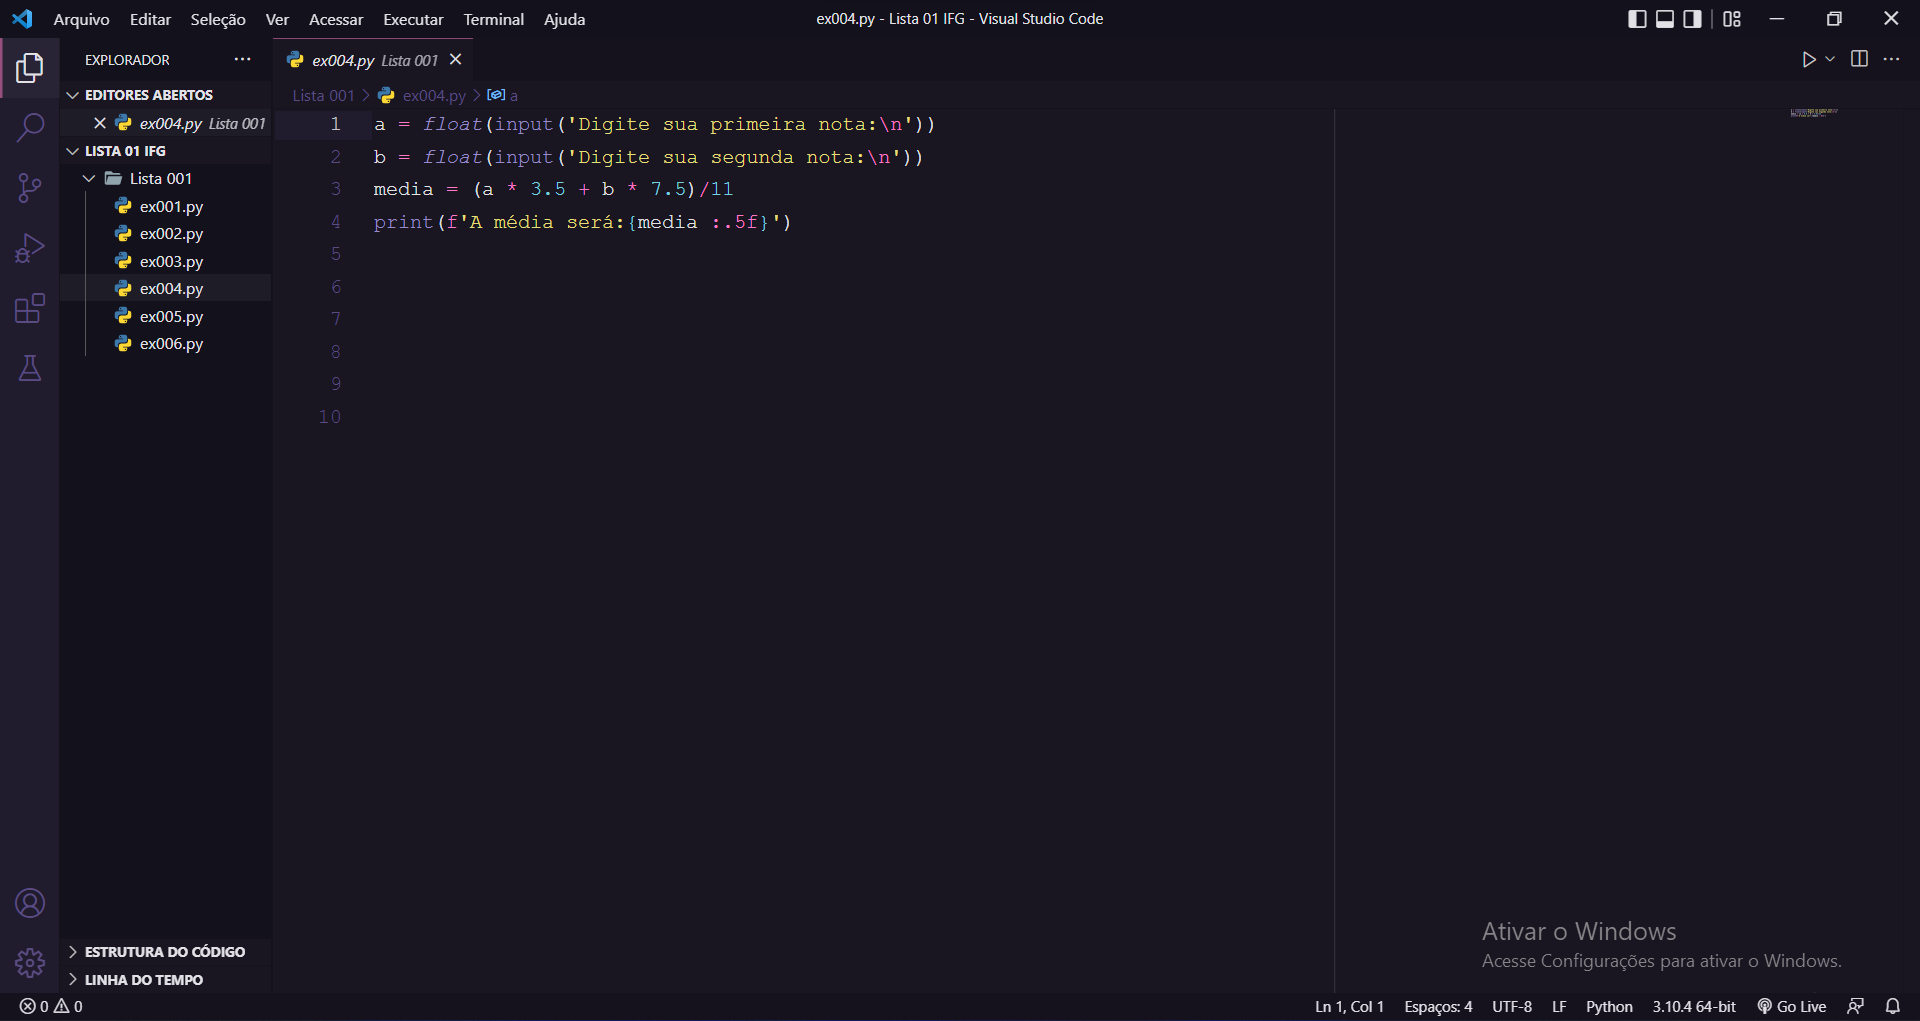 Arquivo Editar Seleção Ver Acessar Executar Terminal Ajuda
ex004.py - Lista 01 IFG - Visual Studio Code
EXPLORADOR
EDITORES ABERTOS
ex004.py Lista 001
LISTA 01 IFG
Lista 001
ex001.py
ex002.py
ex003.py
ex004.py
ex005.py
ex006.py
ESTRUTURA DO CÓDIGO
LINHA DO TEMPO
ex004.py Lista 001
Lista 001 > ex004.py > a
1 a = float(input('Digite sua primeira nota:\n'))
2 b = float(input('Digite sua segunda nota:\n'))
3 media = (a * 3.5 + b * 7.5)/11
4 print(f'A média será:{media :.5f}')
5
6
7
8
9
10
Ativar o Windows
Acesse Configurações para ativar o Windows.
0 0
Ln 1, Col 1 Espaços: 4 UTF-8 LF Python 3.10.4 64-bit Go Live